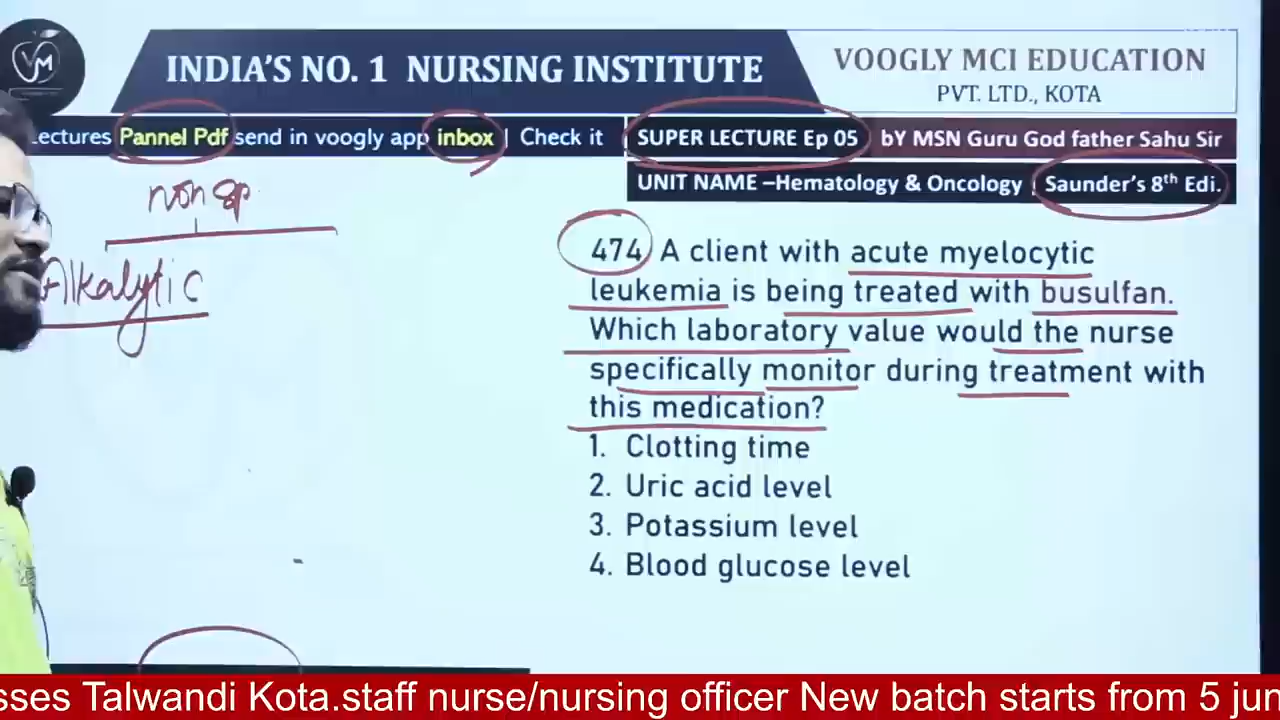 VM
INDIA'S NO. 1 NURSING INSTITUTE
VOOGLY MCI EDUCATION
PVT. LTD., KOTA
Lectures Pannel Pdf send in voogly app inbox | Check it
SUPER LECTURE Ep 05 bY MSN Guru God father Sahu Sir
UNIT NAME –Hematology & Oncology | Saunder's 8th Edi.
non sp
Alkalytic
474. A client with acute myelocytic
leukemia is being treated with busulfan.
Which laboratory value would the nurse
specifically monitor during treatment with
this medication?
1. Clotting time
2. Uric acid level
3. Potassium level
4. Blood glucose level
sses Talwandi Kota.staff nurse/nursing officer New batch starts from 5 jun